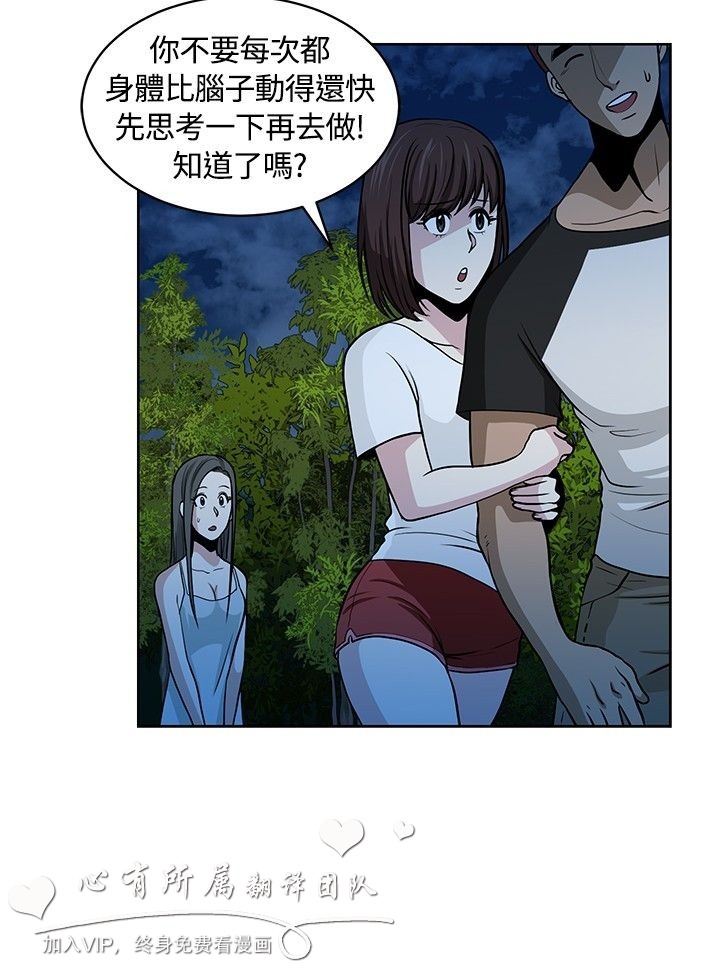 你不要每次都
身體比腦子動得還快
先思考一下再去做!
知道了嗎?
心有所属翻译团队
加入VIP，终身免费看漫画